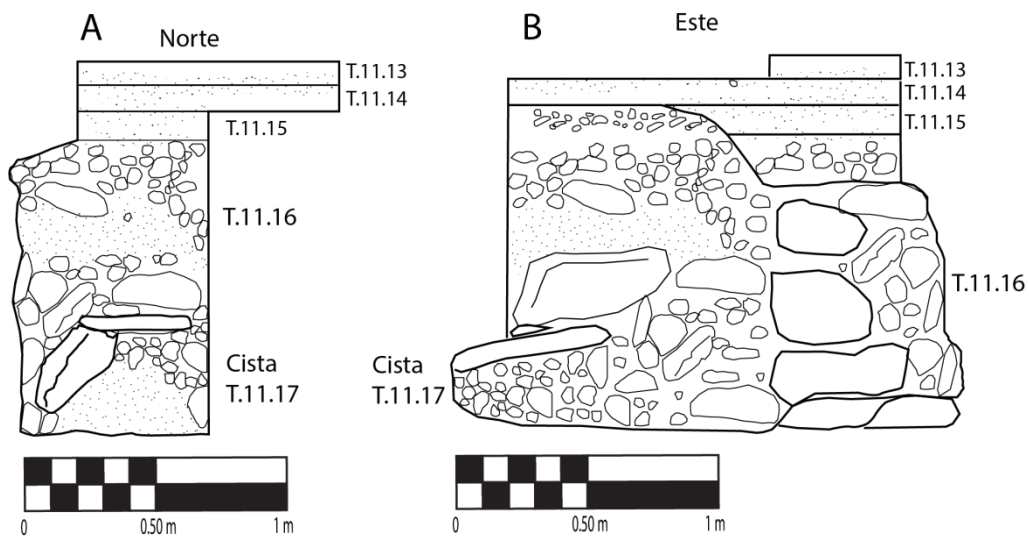 A
Norte
T.11.13
T.11.14
T.11.15
T.11.16
Cista
T.11.17
0
0.50 m
1 m
B
Este
T.11.13
T.11.14
T.11.15
T.11.16
Cista
T.11.17
0
0.50 m
1 m